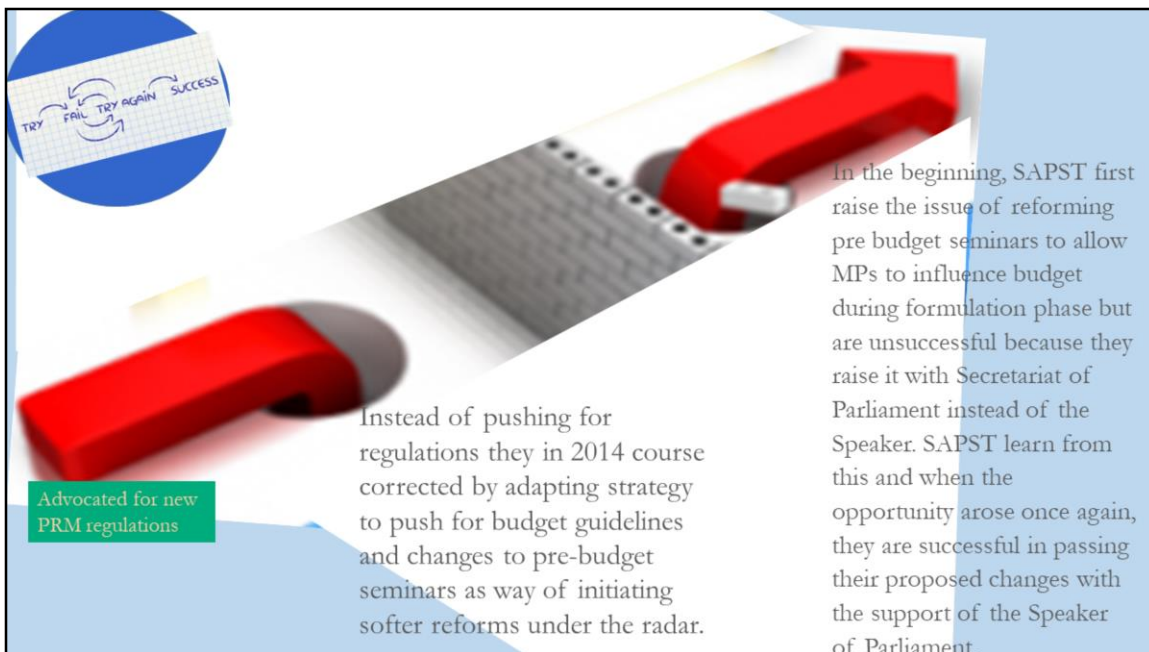 TRY FAIL TRY AGAIN SUCCESS
Advocated for new
PRM regulations
Instead of pushing for
regulations they in 2014 course
corrected by adapting strategy
to push for budget guidelines
and changes to pre-budget
seminars as way of initiating
softer reforms under the radar.
In the beginning, SAPST first
raise the issue of reforming
pre budget seminars to allow
MPs to influence budget
during formulation phase but
are unsuccessful because they
raise it with Secretariat of
Parliament instead of the
Speaker. SAPST learn from
this and when the
opportunity arose once again,
they are successful in passing
their proposed changes with
the support of the Speaker
of Parliament